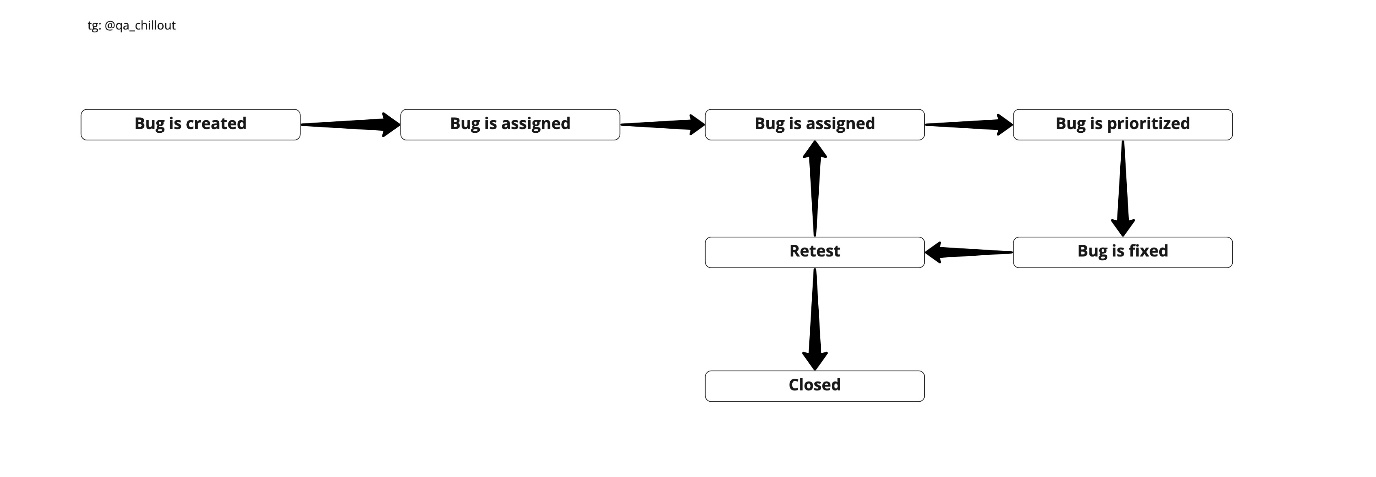 tg: @qa_chillout
Bug is created
Bug is assigned
Bug is assigned
Bug is prioritized
Retest
Bug is fixed
Closed